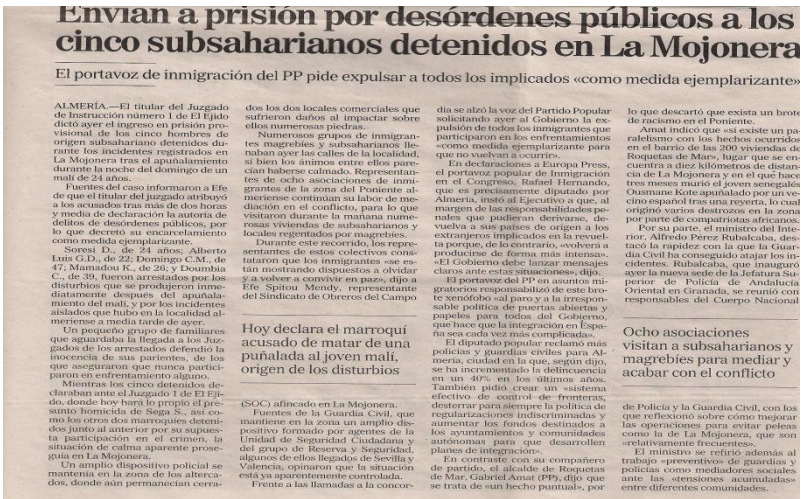 Envían a prisión por desórdenes públicos a los
cinco subsaharianos detenidos en La Mojonera
El portavoz de inmigración del PP pide expulsar a todos los implicados «como medida ejemplarizante»
ALMERÍA.—El titular del Juzgado
de Instrucción número 1 de El Ejido
dictó ayer el ingreso en prisión pro-
visional de los cinco hombres de
origen subsahariano detenidos du-
rante los incidentes registrados en
La Mojonera tras el apuñalamiento
durante la noche del domingo de un
malí de 24 años.
Fuentes del caso informaron a Efe
de que el titular del juzgado atribuyó
a los acusados tras más de dos horas
y media de declaración la autoría de
delitos de desórdenes públicos, por
lo que decretó su encarcelamiento
como medida ejemplarizante.
Soresi D., de 24 años; Alberto
Luis G.D., de 22; Domingo C.M., de
47; Mamadou K., de 26; y Doumbia
C., de 39, fueron arrestados por los
disturbios que se produjeron inme-
diatamente después del apuñala-
miento del malí, y por los incidentes
aislados que hubo en la localidad al-
meriense a media tarde de ayer.
Un pequeño grupo de familiares
que aguardaba la llegada a los Juz-
gados de los arrestados defendió la
inocencia de sus parientes, de los
que aseguraron que nunca partici-
paron en enfrentamiento alguno.
Mientras los cinco detenidos de-
claraban ante el Juzgado 1 de El Eji-
do, donde hoy hará lo propio el pre-
sunto homicida de Sega S., así co-
mo los otros dos marroquíes deteni-
dos junto al anterior por su supues-
ta participación en el crimen, la
situación de calma aparente prose-
guía en La Mojonera.
Un amplio dispositivo policial se
mantenía en la zona de los alterca-
dos, donde aún permanecían cerra-
dos los dos locales comerciales que
sufrieron daños al impactar sobre
ellos numerosas piedras.
Numerosos grupos de inmigran-
tes magrebíes y subsaharianos lle-
naban ayer las calles de la localidad,
si bien los ánimos entre ellos pare-
cían haberse calmado. Representan-
tes de ocho asociaciones de inmi-
grantes de la zona del Poniente al-
meriense continúan su labor de me-
diación en el conflicto, para lo que
visitaron durante la mañana nume-
rosas viviendas de subsaharianos y
locales regentados por magrebíes.
Durante este recorrido, los repre-
sentantes de estos colectivos cons-
tataron que los inmigrantes «se es-
tán mostrando dispuestos a olvidar
y a volver a convivir en paz», dijo a
Efe Spitou Mendy, representante
del Sindicato de Obreros del Campo
Hoy declara el marroquí
acusado de matar de una
puñalada al joven malí,
origen de los disturbios
(SOC) afincado en La Mojonera.
Fuentes de la Guardia Civil, que
mantiene en la zona un amplio dis-
positivo formado por agentes de la
Unidad de Seguridad Ciudadana y
del grupo de Reserva y Seguridad,
algunos de ellos llegados de Sevilla y
Valencia, opinaron que la situación
está ya aparentemente controlada.
Frente a las llamadas a la concor-
dia se alzó la voz del Partido Popular
solicitando ayer al Gobierno la ex-
pulsión de todos los inmigrantes que
participaron en los enfrentamientos
«como medida ejemplarizante para
que no vuelvan a ocurrir».
En declaraciones a Europa Press,
el portavoz popular de Inmigración
en el Congreso, Rafael Hernando,
que es precisamente diputado por
Almería, instó al Ejecutivo a que, al
margen de las responsabilidades pe-
nales que pudieran derivarse, de-
vuelva a sus países de origen a los
extranjeros implicados en la revuel-
ta porque, de lo contrario, «volverá a
producirse de forma más intensa».
«El Gobierno debe lanzar mensajes
claros ante estas situaciones», dijo.
El portavoz del PP en asuntos mi-
gratorios responsabilizó de este bro-
te xenófobo «al paro y a la irrespon-
sable política de puertas abiertas y
papeles para todos del Gobierno,
que hace que la integración en Espa-
ña sea cada vez más complicada».
El diputado popular reclamó más
policías y guardias civiles para Al-
mería, ciudad en la que, según dijo,
se ha incrementado la delincuencia
en un 40% en los últimos años.
También pidió crear un «sistema
efectivo de control de fronteras,
desterrar para siempre la política de
regularizaciones indiscriminadas y
aumentar los fondos destinados a
los ayuntamientos y comunidades
autónomas para que desarrollen
planes de integración».
En contraste con su compañero
de partido, el alcalde de Roquetas
de Mar, Gabriel Amat (PP), dijo que
se trata de «un hecho puntual», por
lo que descartó que exista un brote
de racismo en el Poniente.
Amat indicó que «sí existe un pa-
ralelismo con los hechos ocurridos
en el barrio de las 200 viviendas de
Roquetas de Mar», lugar que se en-
cuentra a diez kilómetros de distan-
cia de La Mojonera y en el que hace
tres meses murió el joven senegalés
Ousmane Kote apuñalado por un ve-
cino español tras una reyerta, lo cual
originó varios destrozos en la zona
por parte de compatriotas africanos.
Por su parte, el ministro del Inte-
rior, Alfredo Pérez Rubalcaba, des-
tacó la rapidez con la que la Guar-
dia Civil ha conseguido atajar los in-
cidentes. Rubalcaba, que inauguró
ayer la nueva sede de la Jefatura Su-
perior de Policía de Andalucía
Oriental en Granada, se reunió con
responsables del Cuerpo Nacional
Ocho asociaciones
visitan a subsaharianos y
magrebíes para mediar y
acabar con el conflicto
de Policía y la Guardia Civil, con los
que reflexionó sobre cómo mejorar
las operaciones para evitar peleas
como la de La Mojonera, que son
«relativamente frecuentes».
El ministro se refirió además al
trabajo «preventivo» de guardias y
policías como mediadores sociales
ante las «tensiones acumuladas»
entre diferentes comunidades.